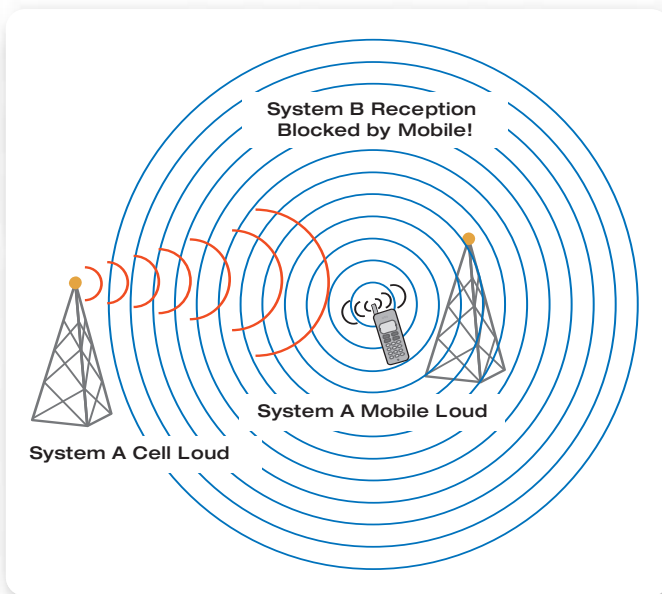 System B Reception
Blocked by Mobile!
System A Mobile Loud
System A Cell Loud